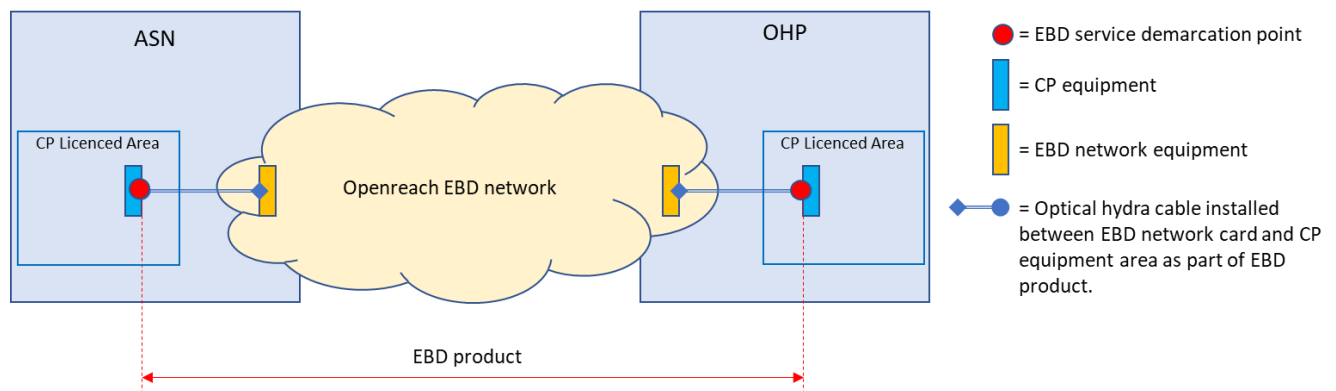 ASN
OHP
CP Licenced Area
CP Licenced Area
Openreach EBD network
EBD product
= EBD service demarcation point
= CP equipment
= EBD network equipment
= Optical hydra cable installed
between EBD network card and CP
equipment area as part of EBD
product.